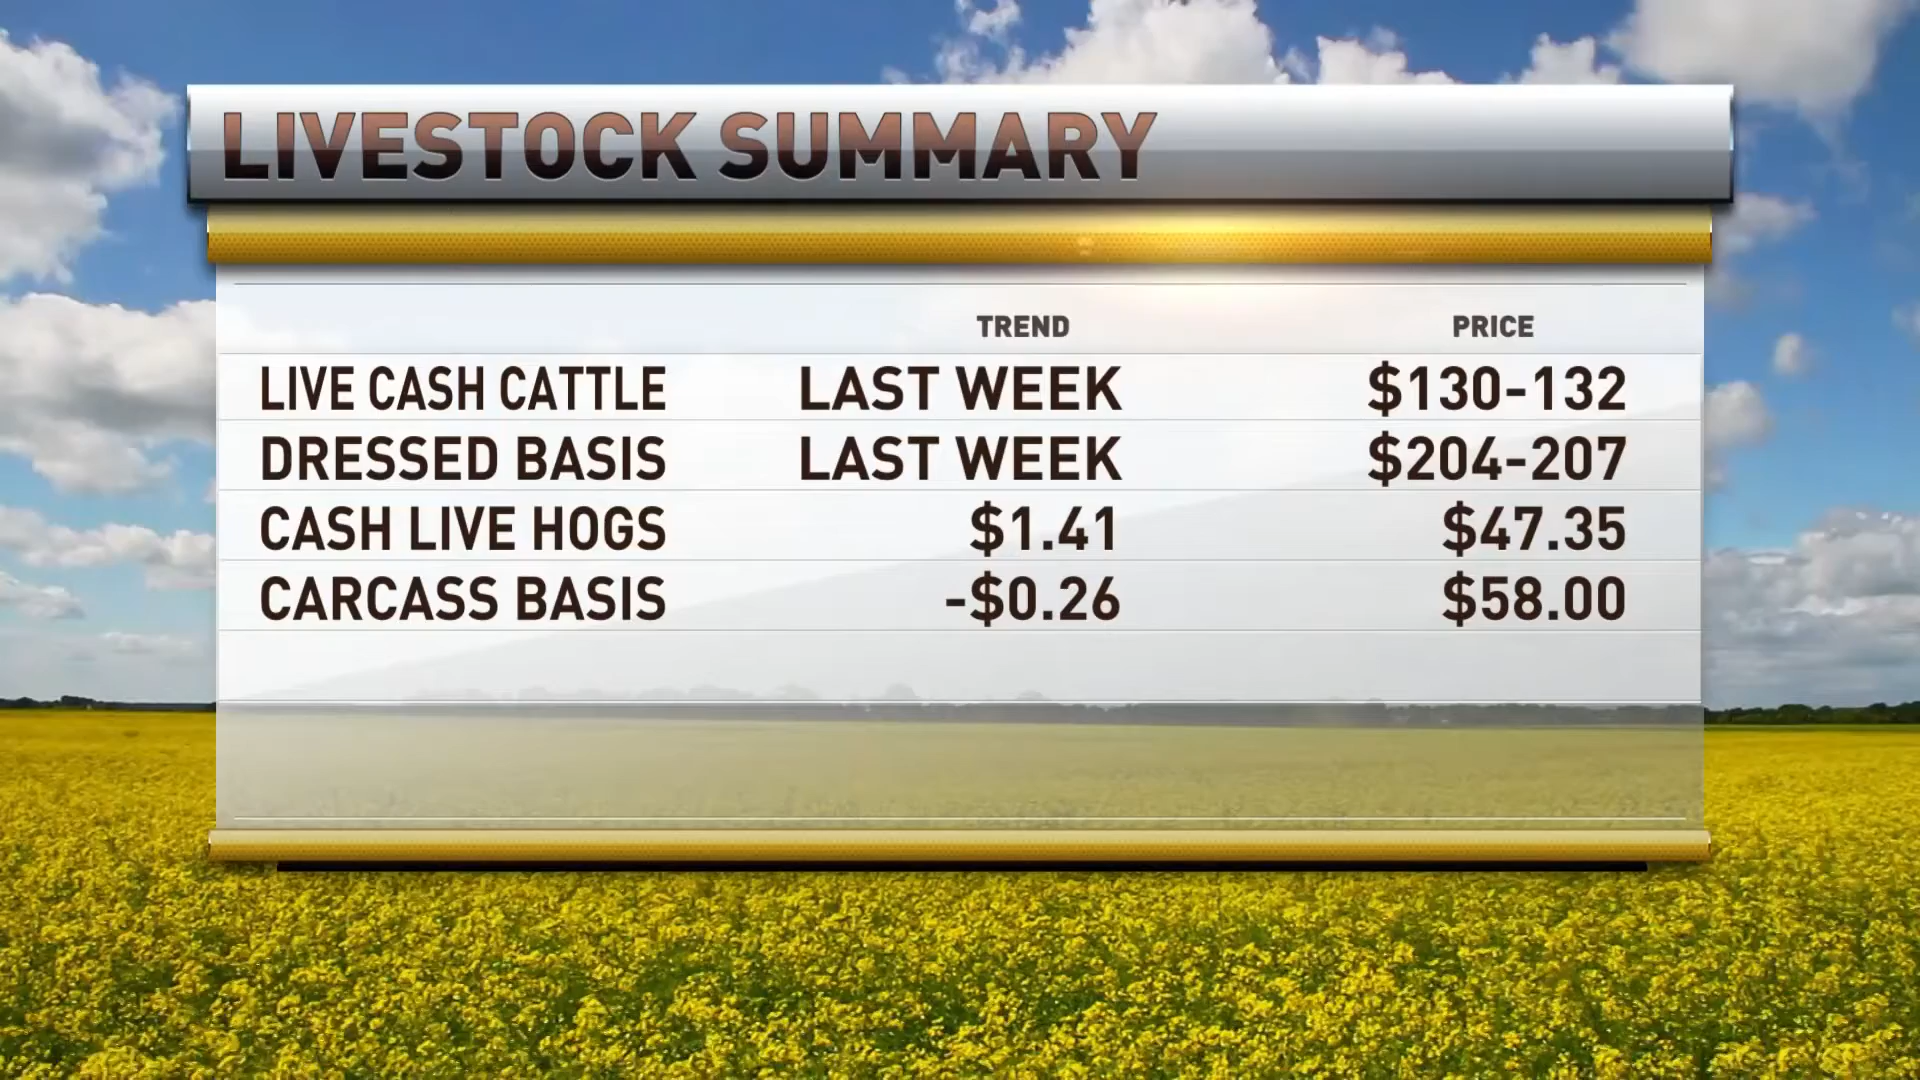 LIVESTOCK SUMMARY
TREND PRICE
LIVE CASH CATTLE LAST WEEK $130-132
DRESSED BASIS LAST WEEK $204-207
CASH LIVE HOGS $1.41 $47.35
CARCASS BASIS -$0.26 $58.00